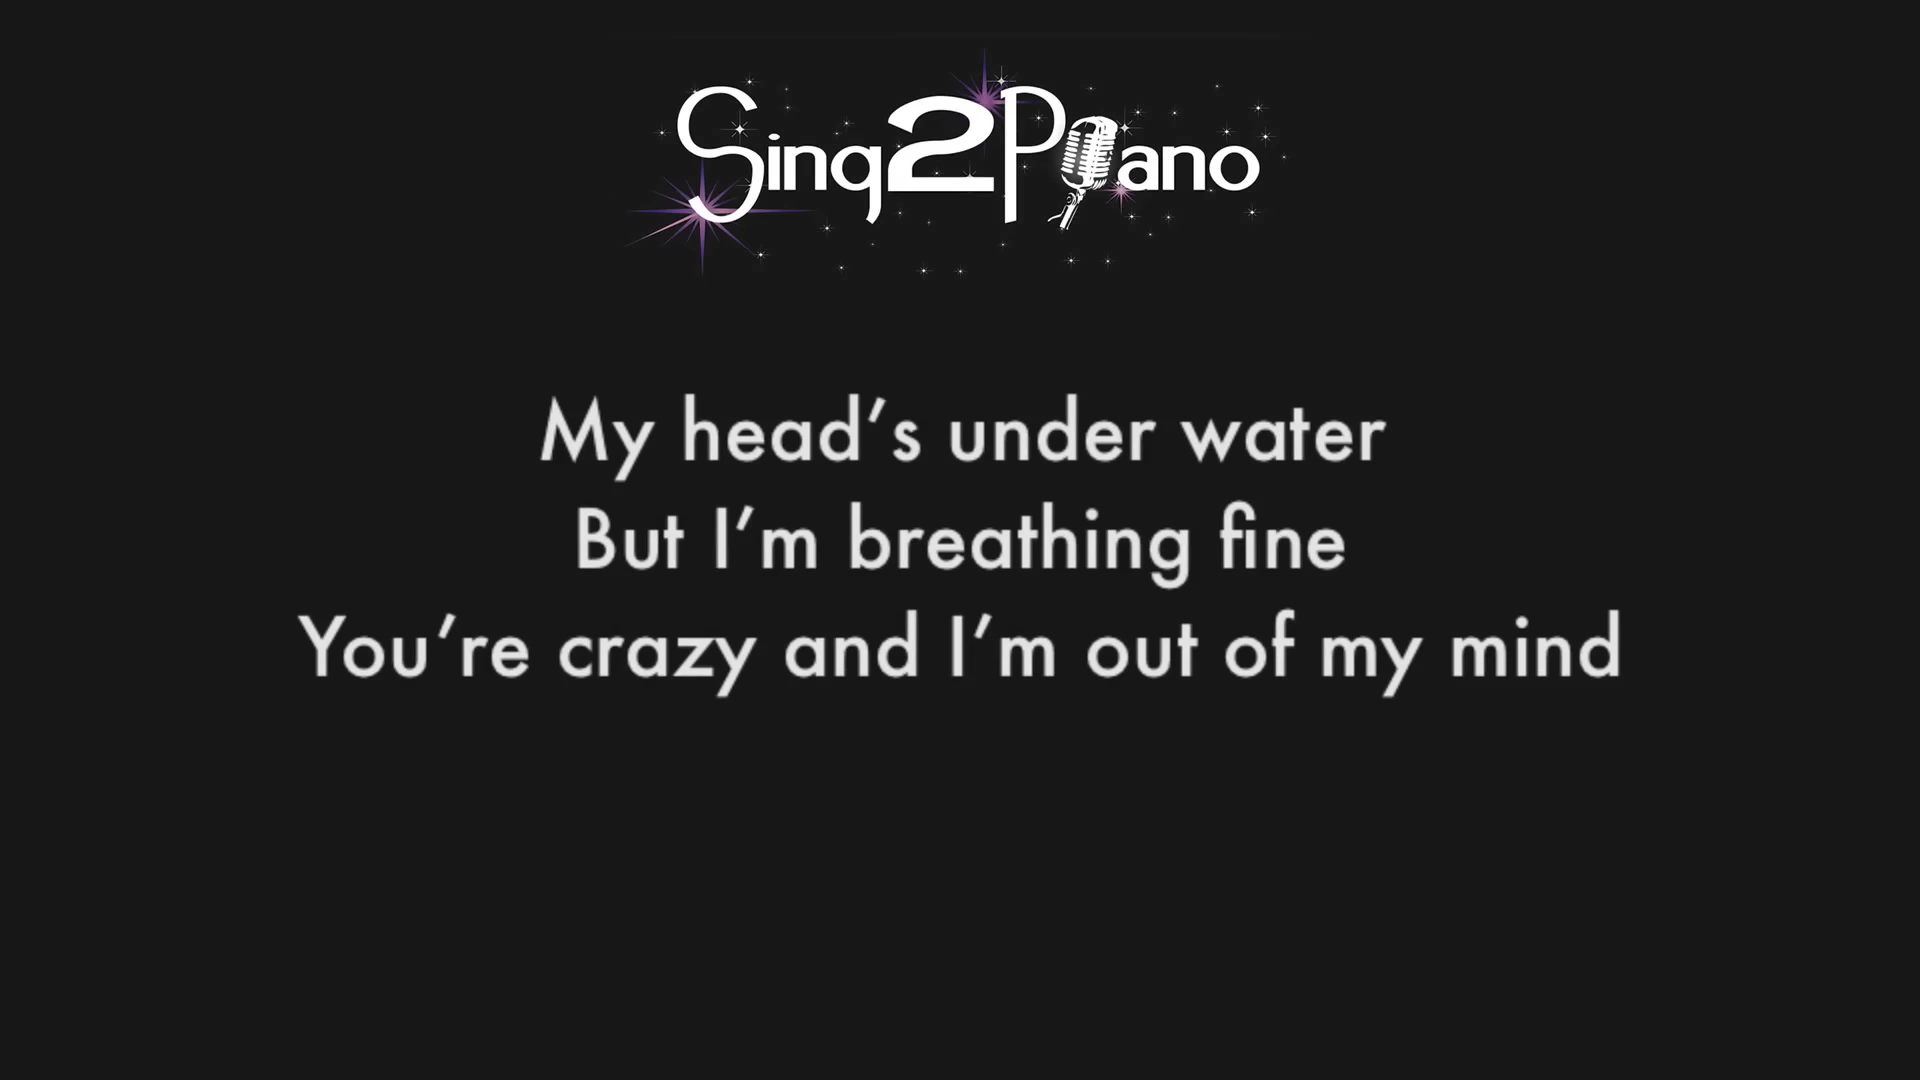 Sing2Piano
My head’s under water
But I’m breathing fine
You’re crazy and I’m out of my mind